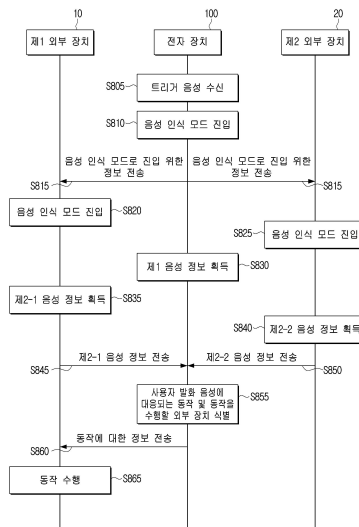 10
100
20
제1 외부 장치
전자 장치
제2 외부 장치
S805
트리거 음성 수신
S810
음성 인식 모드 진입
음성 인식 모드로 진입 위한
정보 전송
음성 인식 모드로 진입 위한
정보 전송
S815
S815
음성 인식 모드 진입
S820
S825
음성 인식 모드 진입
제1 음성 정보 획득
S830
제2-1 음성 정보 획득
S835
S840
제2-2 음성 정보 획득
제2-1 음성 정보 전송
제2-2 음성 정보 전송
S845
S850
사용자 발화 음성에
대응되는 동작 및 동작을
수행할 외부 장치 식별
S855
동작에 대한 정보 전송
S860
동작 수행
S865